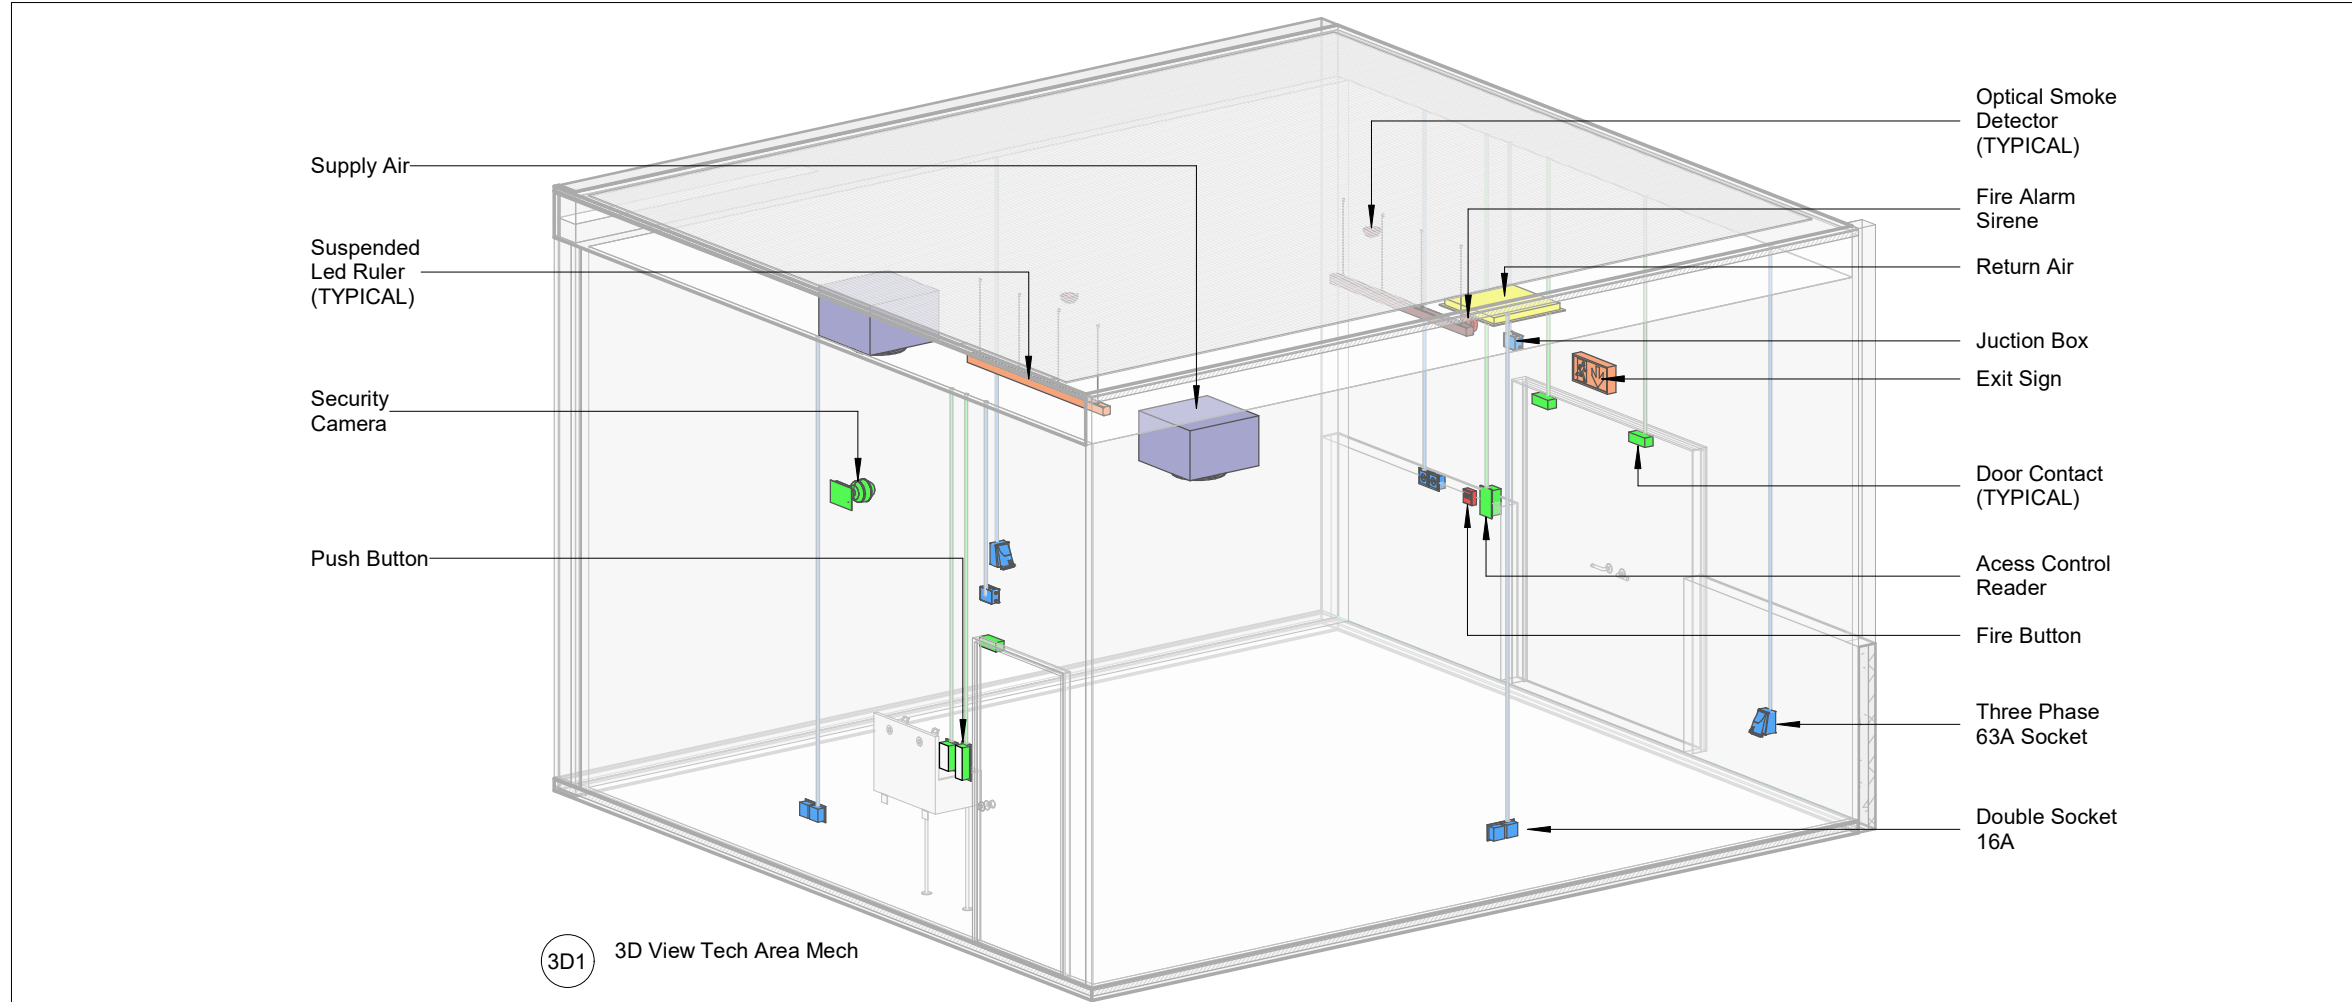 Supply Air
Suspended
Led Ruler
(TYPICAL)
Security
Camera
Push Button
Optical Smoke
Detector
(TYPICAL)
Fire Alarm
Sirene
Return Air
Juction Box
Exit Sign
Door Contact
(TYPICAL)
Acess Control
Reader
Fire Button
Three Phase
63A Socket
Double Socket
16A
3D1
3D View Tech Area Mech